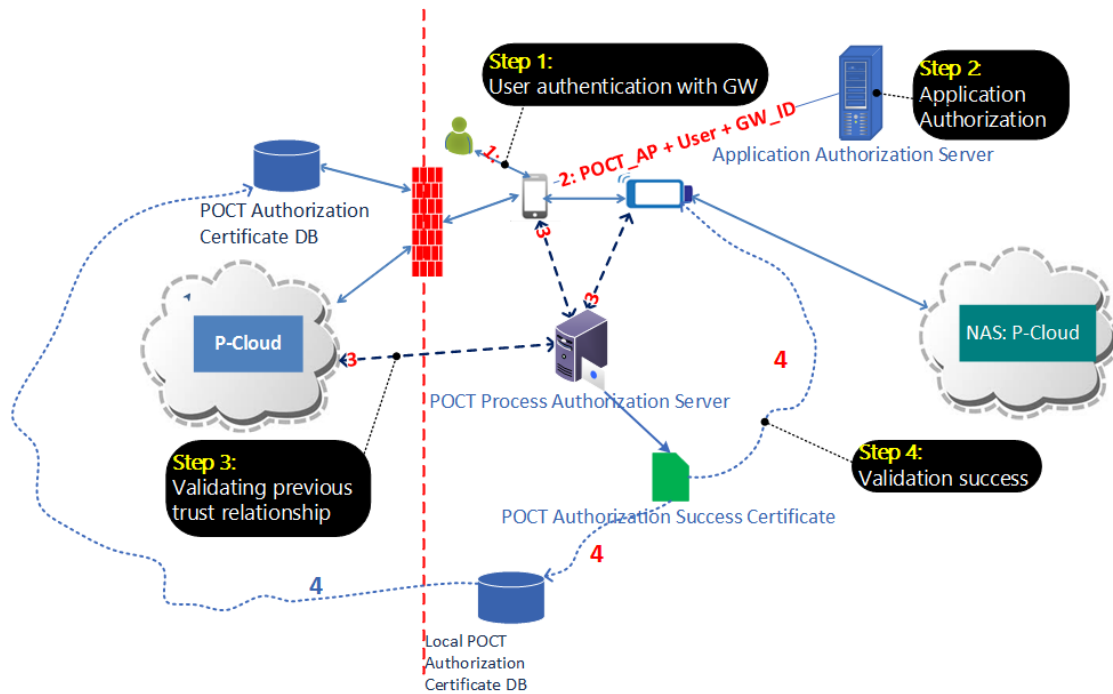 Step 1:
User authentication with GW
Step 2:
Application
Authorization
1:
2: POCT_AP + User + GW_ID
Application Authorization Server
POCT Authorization
Certificate DB
3
3
P-Cloud
3
NAS: P-Cloud
4
POCT Process Authorization Server
Step 3:
Validating previous
trust relationship
Step 4:
Validation success
POCT Authorization Success Certificate
4
4
Local POCT
Authorization
Certificate DB